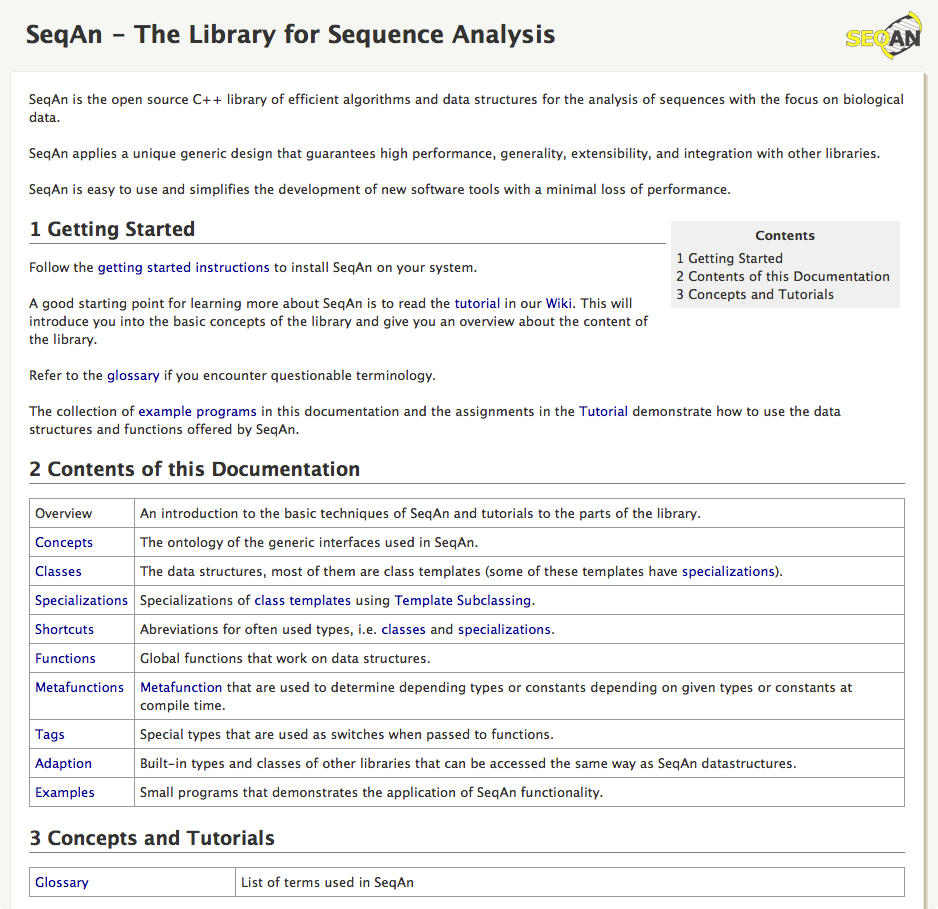 SeqAn – The Library for Sequence Analysis
SEQAN
SeqAn is the open source C++ library of efficient algorithms and data structures for the analysis of sequences with the focus on biological
data.
SeqAn applies a unique generic design that guarantees high performance, generality, extensibility, and integration with other libraries.
SeqAn is easy to use and simplifies the development of new software tools with a minimal loss of performance.
1 Getting Started
Contents
1 Getting Started
2 Contents of this Documentation
3 Concepts and Tutorials
Follow the getting started instructions to install SeqAn on your system.
A good starting point for learning more about SeqAn is to read the tutorial in our Wiki. This will
introduce you into the basic concepts of the library and give you an overview about the content of
the library.
Refer to the glossary if you encounter questionable terminology.
The collection of example programs in this documentation and the assignments in the Tutorial demonstrate how to use the data
structures and functions offered by SeqAn.
2 Contents of this Documentation
Overview An introduction to the basic techniques of SeqAn and tutorials to the parts of the library.
Concepts The ontology of the generic interfaces used in SeqAn.
Classes The data structures, most of them are class templates (some of these templates have specializations).
Specializations Specializations of class templates using Template Subclassing.
Shortcuts Abreviations for often used types, i.e. classes and specializations.
Functions Global functions that work on data structures.
Metafunctions Metafunction that are used to determine depending types or constants depending on given types or constants at
compile time.
Tags Special types that are used as switches when passed to functions.
Adaption Built-in types and classes of other libraries that can be accessed the same way as SeqAn datastructures.
Examples Small programs that demonstrates the application of SeqAn functionality.
3 Concepts and Tutorials
Glossary List of terms used in SeqAn